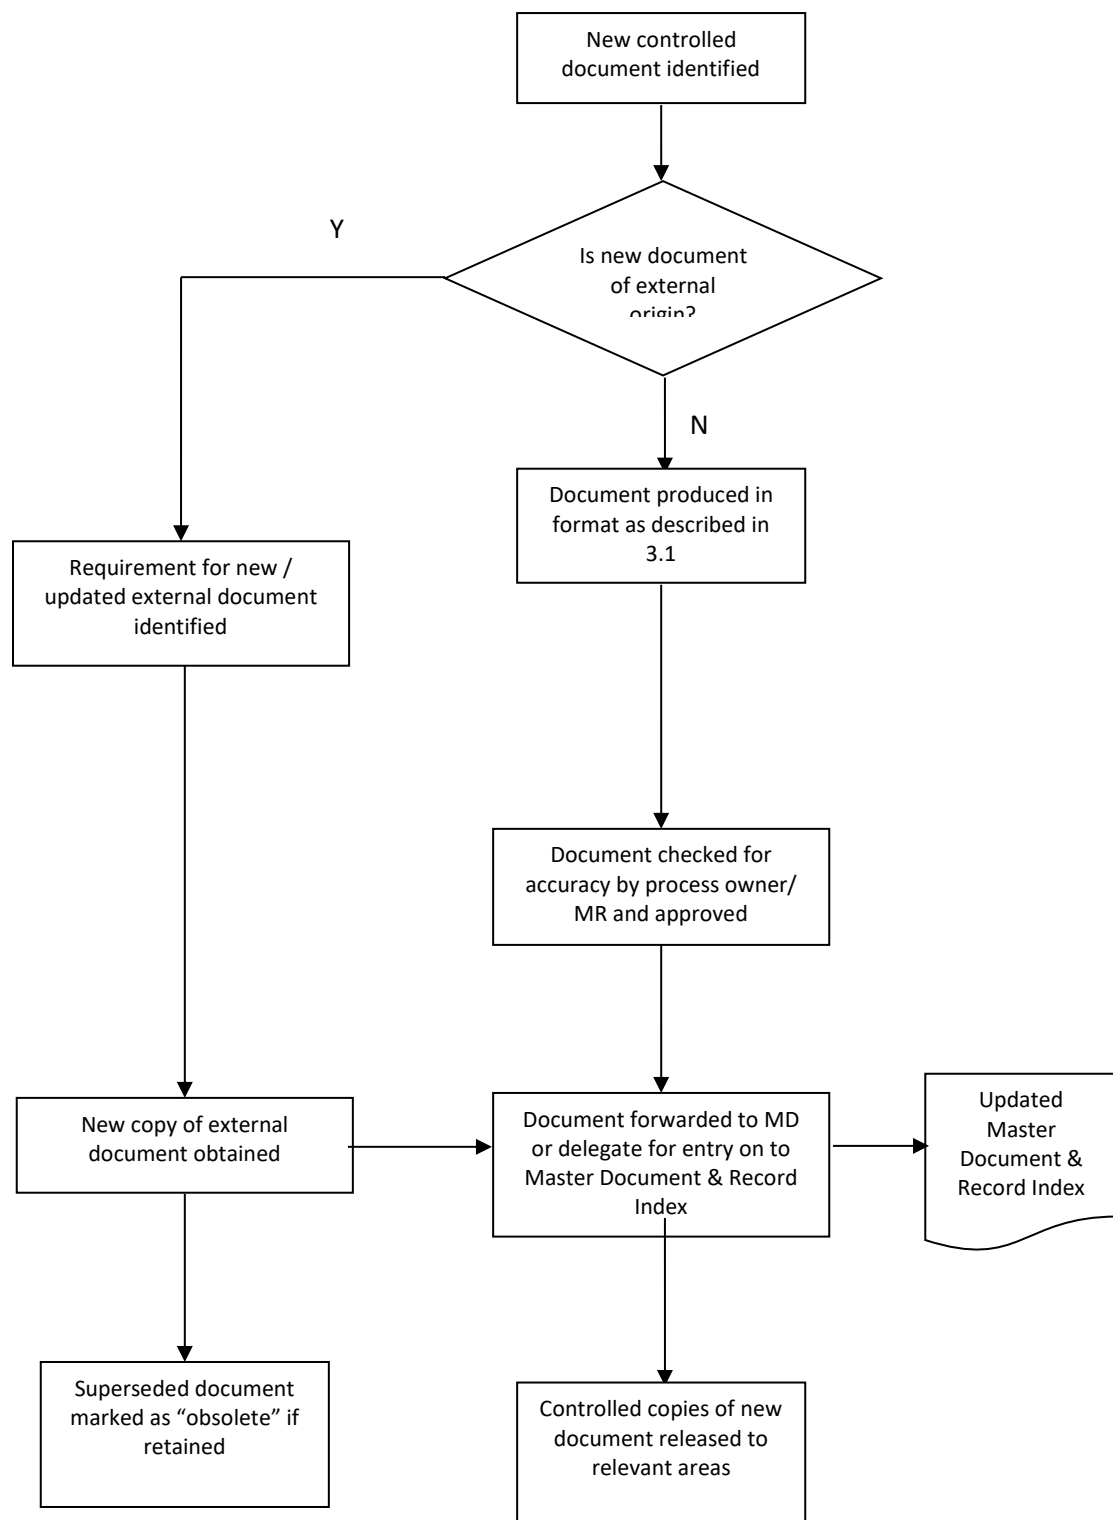 New controlled
document identified
Y
Is new document
of external
origin?
N
Document produced in
format as described in
3.1
Requirement for new /
updated external document
identified
Document checked for
accuracy by process owner/
MR and approved
New copy of external
document obtained
Document forwarded to MD
or delegate for entry on to
Master Document & Record
Index
Updated
Master
Document &
Record Index
Superseded document
marked as “obsolete” if
retained
Controlled copies of new
document released to
relevant areas